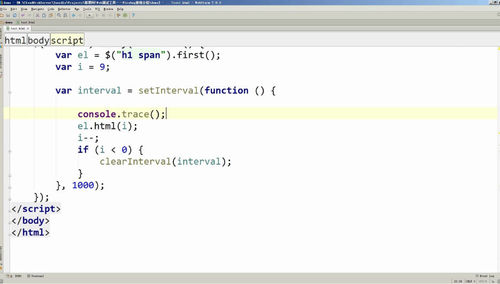 html body script
var el = $("h1 span").first();
var i = 9;
var interval = setInterval(function () {
console.trace();
el.html(i);
i--;
if (i < 0) {
clearInterval(interval);
}
}, 1000);
});
</script>
</body>
</html>